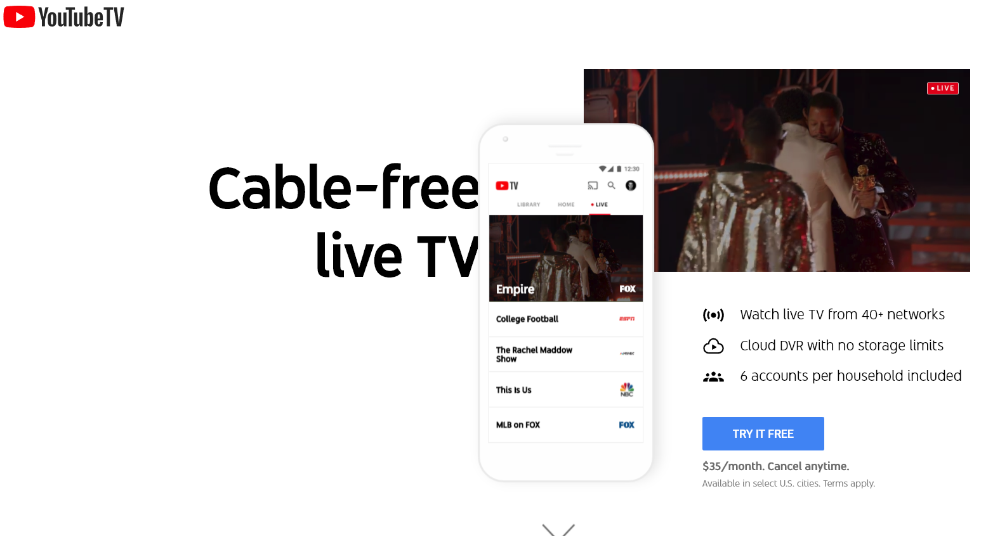 YouTubeTV
LIVE
Cable-free
live TV
12:30
TV
LIBRARY HOME LIVE
Empire FOX
College Football ESPN
The Rachel Maddow
Show MSNBC
This Is Us NBC
MLB on FOX FOX
Watch live TV from 40+ networks
Cloud DVR with no storage limits
6 accounts per household included
TRY IT FREE
$35/month. Cancel anytime.
Available in select U.S. cities. Terms apply.